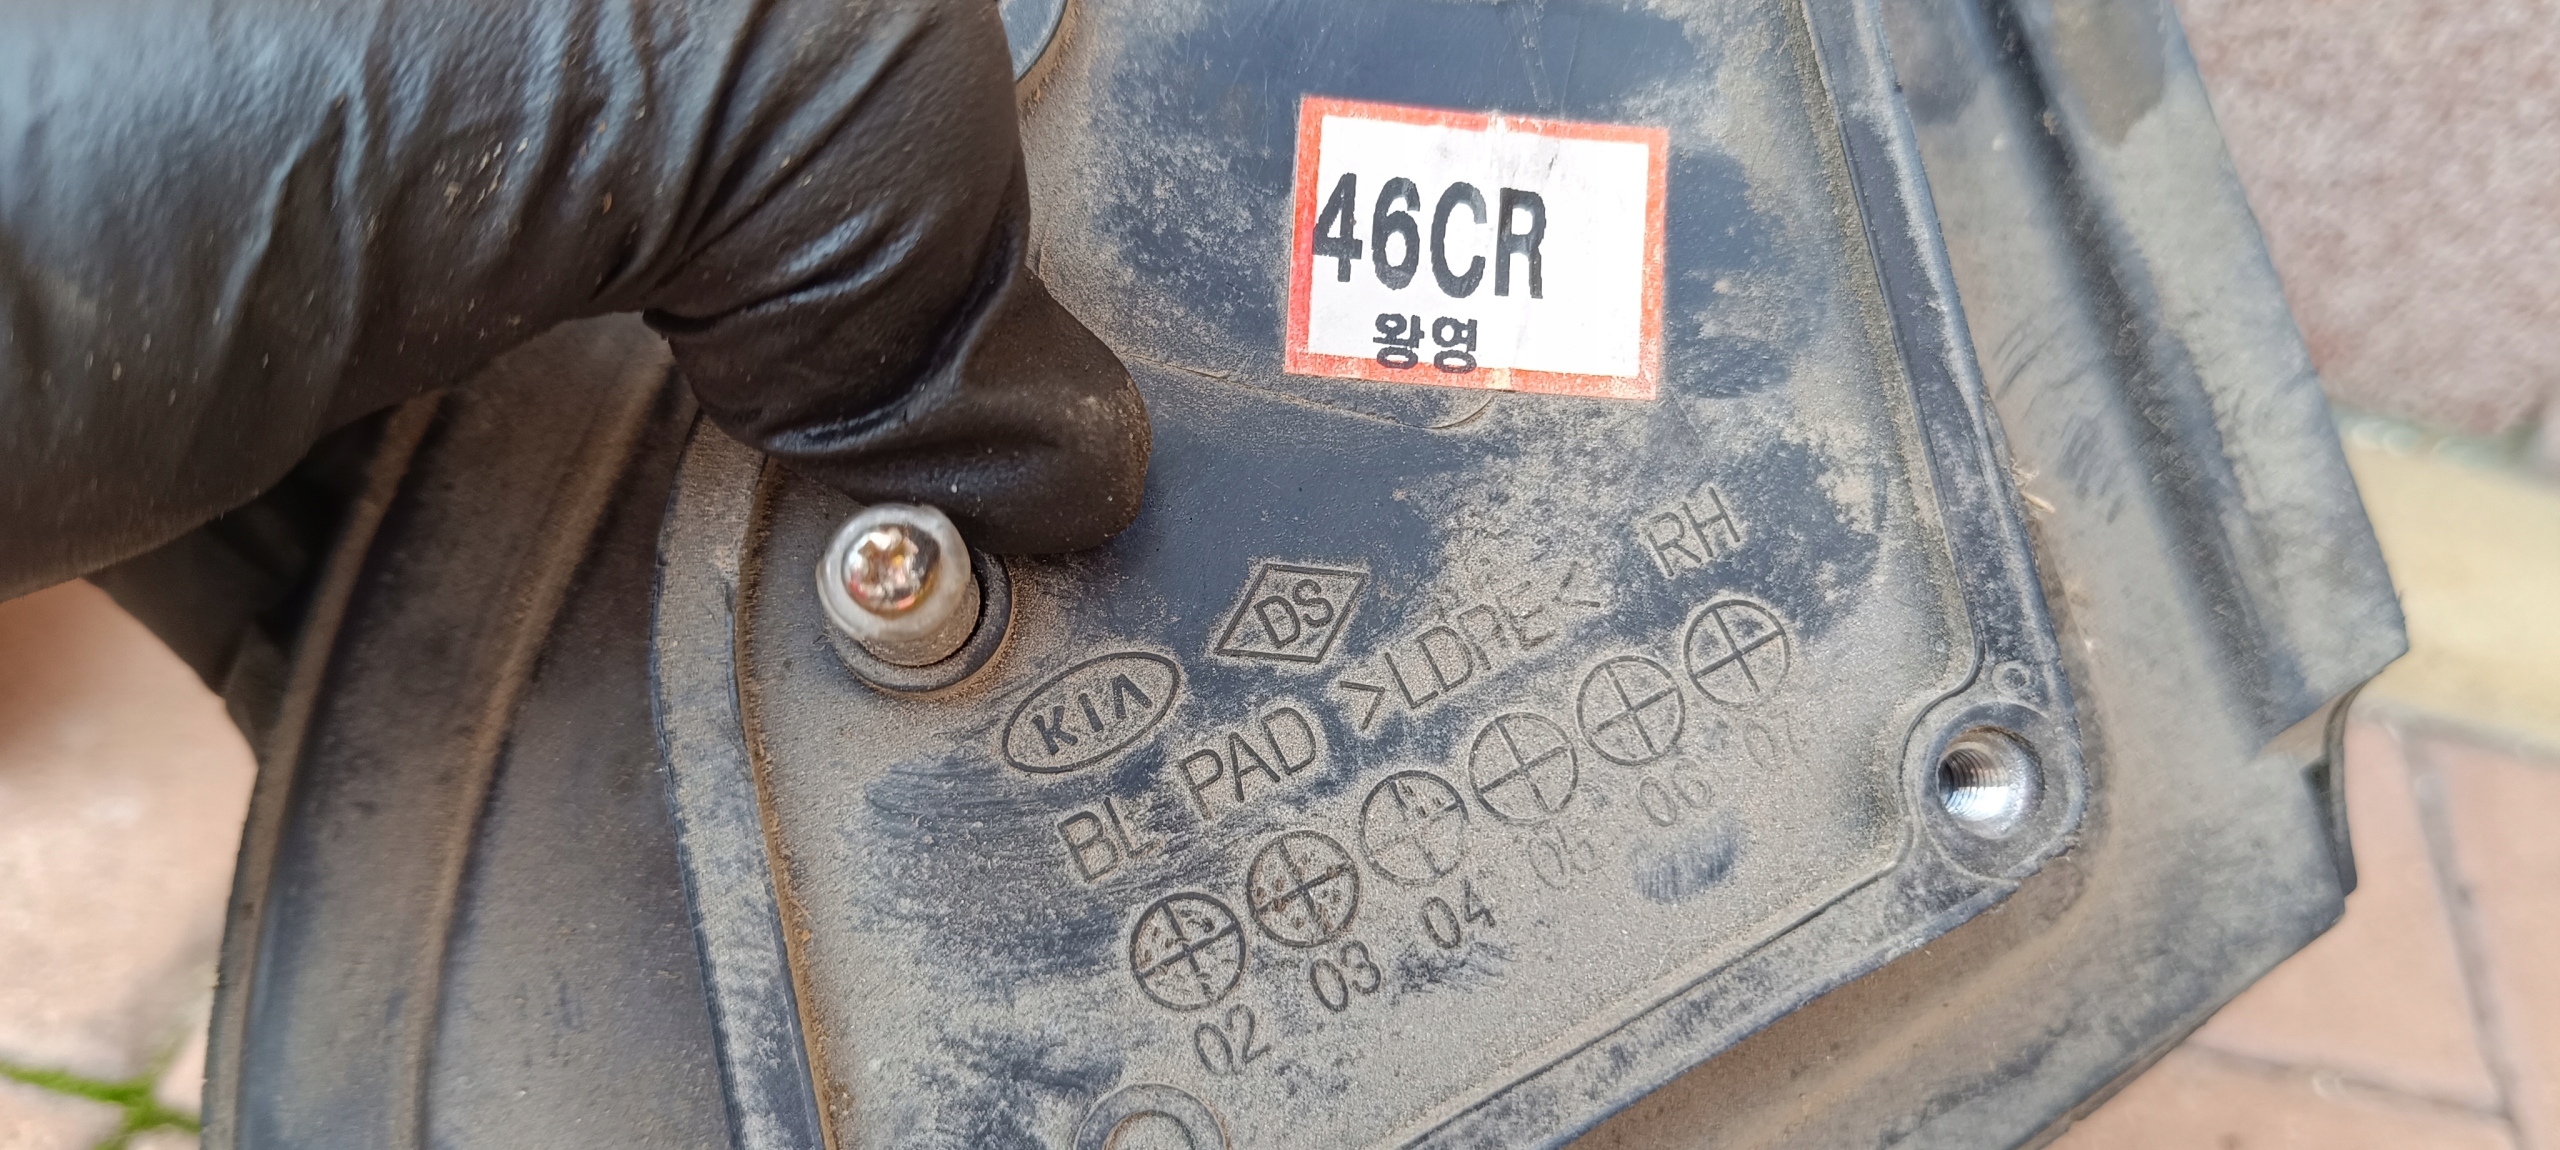 46CR
왕영
DS
KIA
BL PAD >LDPE< RH
02 03 04 05 06 07